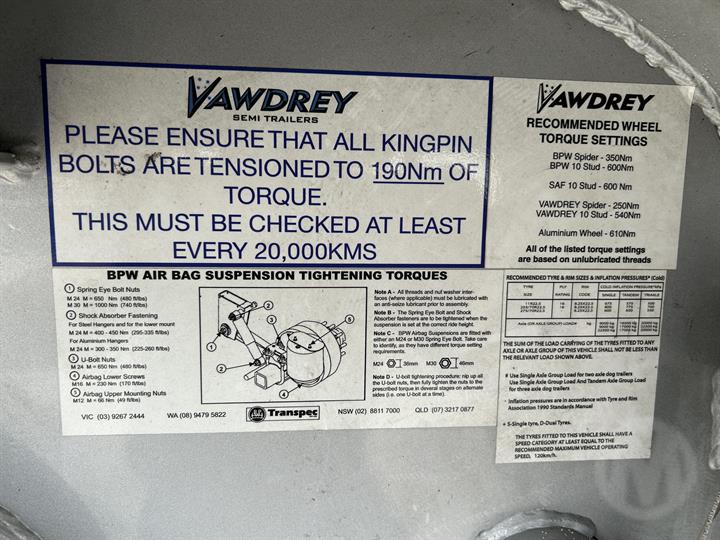 VAWDREY
SEMI TRAILERS
PLEASE ENSURE THAT ALL KINGPIN
BOLTS ARE TENSIONED TO 190Nm OF
TORQUE.
THIS MUST BE CHECKED AT LEAST
EVERY 20,000KMS
VAWDREY
RECOMMENDED WHEEL
TORQUE SETTINGS
BPW Spider - 350Nm
BPW 10 Stud - 600Nm
SAF 10 Stud - 600 Nm
VAWDREY Spider - 250Nm
VAWDREY 10 Stud - 540Nm
Aluminium Wheel - 610Nm
All of the listed torque settings
are based on unlubricated threads
BPW AIR BAG SUSPENSION TIGHTENING TORQUES
1 Spring Eye Bolt Nuts
M 24 M = 650 Nm (480 ft/lbs)
M 30 M = 1000 Nm (740 ft/lbs)
2 Shock Absorber Fastening
For Steel Hangers and for the lower mount
M 24 M = 400 - 450 Nm (295-335 ft/lbs)
For Aluminium Hangers
M 24 M = 300 - 350 Nm (225-260 ft/lbs)
3 U-Bolt Nuts
M 24 M = 650 Nm (480 ft/lbs)
4 Airbag Lower Screws
M16 M = 230 Nm (170 ft/lbs)
5 Airbag Upper Mounting Nuts
M12 M = 66 Nm (49 ft/lbs)
Note A - All threads and nut washer inter-
faces (where applicable) must be lubricated with
an anti-seize lubricant prior to assembly.
Note B - The Spring Eye Bolt and Shock
Absorber fasteners are to be tightened when the
suspension is set at the correct ride height.
Note C - BPW Airbag Suspensions are fitted with
either an M24 or M30 Spring Eye Bolt. Take care
to identify, as they have different torque setting
requirements.
M24 36mm M30 46mm
Note D - U-bolt tightening procedure: nip up all
the U-bolt nuts, then fully tighten the nuts to the
prescribed torque in several stages on alternate
sides (i.e. one U-bolt at a time).
VIC (03) 9267 2444 WA (08) 9479 5822 Transpec NSW (02) 8811 7000 QLD (07) 3217 0877
RECOMMENDED TYRE & RIM SIZES & INFLATION PRESSURES* (Cold)
TYRE SIZE PLY RATING RIM CODE COLD INFLATION PRESSURE
SINGLE TANDEM
THE SUM OF THE LOAD CARRYING OF THE TYRES FITTED TO ANY
AXLE OR AXLE GROUP OF THIS VEHICLE SHALL NOT BE LESS THAN
THE RELEVANT LOAD SHOWN ABOVE.
# Use Single Axle Group Load for two axle dog trailers
Use Single Axle Group Load And Tandem Axle Group Load
for three axle dog trailers
* Inflation pressures are in accordance with Tyre and Rim
Association 1990 Standards Manual
+ S-Single tyre, D-Dual Tyres.
THE TYRES FITTED TO THIS VEHICLE SHALL HAVE A
SPEED CATEGORY AT LEAST EQUAL TO THE
RECOMMENDED MAXIMUM VEHICLE OPERATING
SPEED, 120km/h.